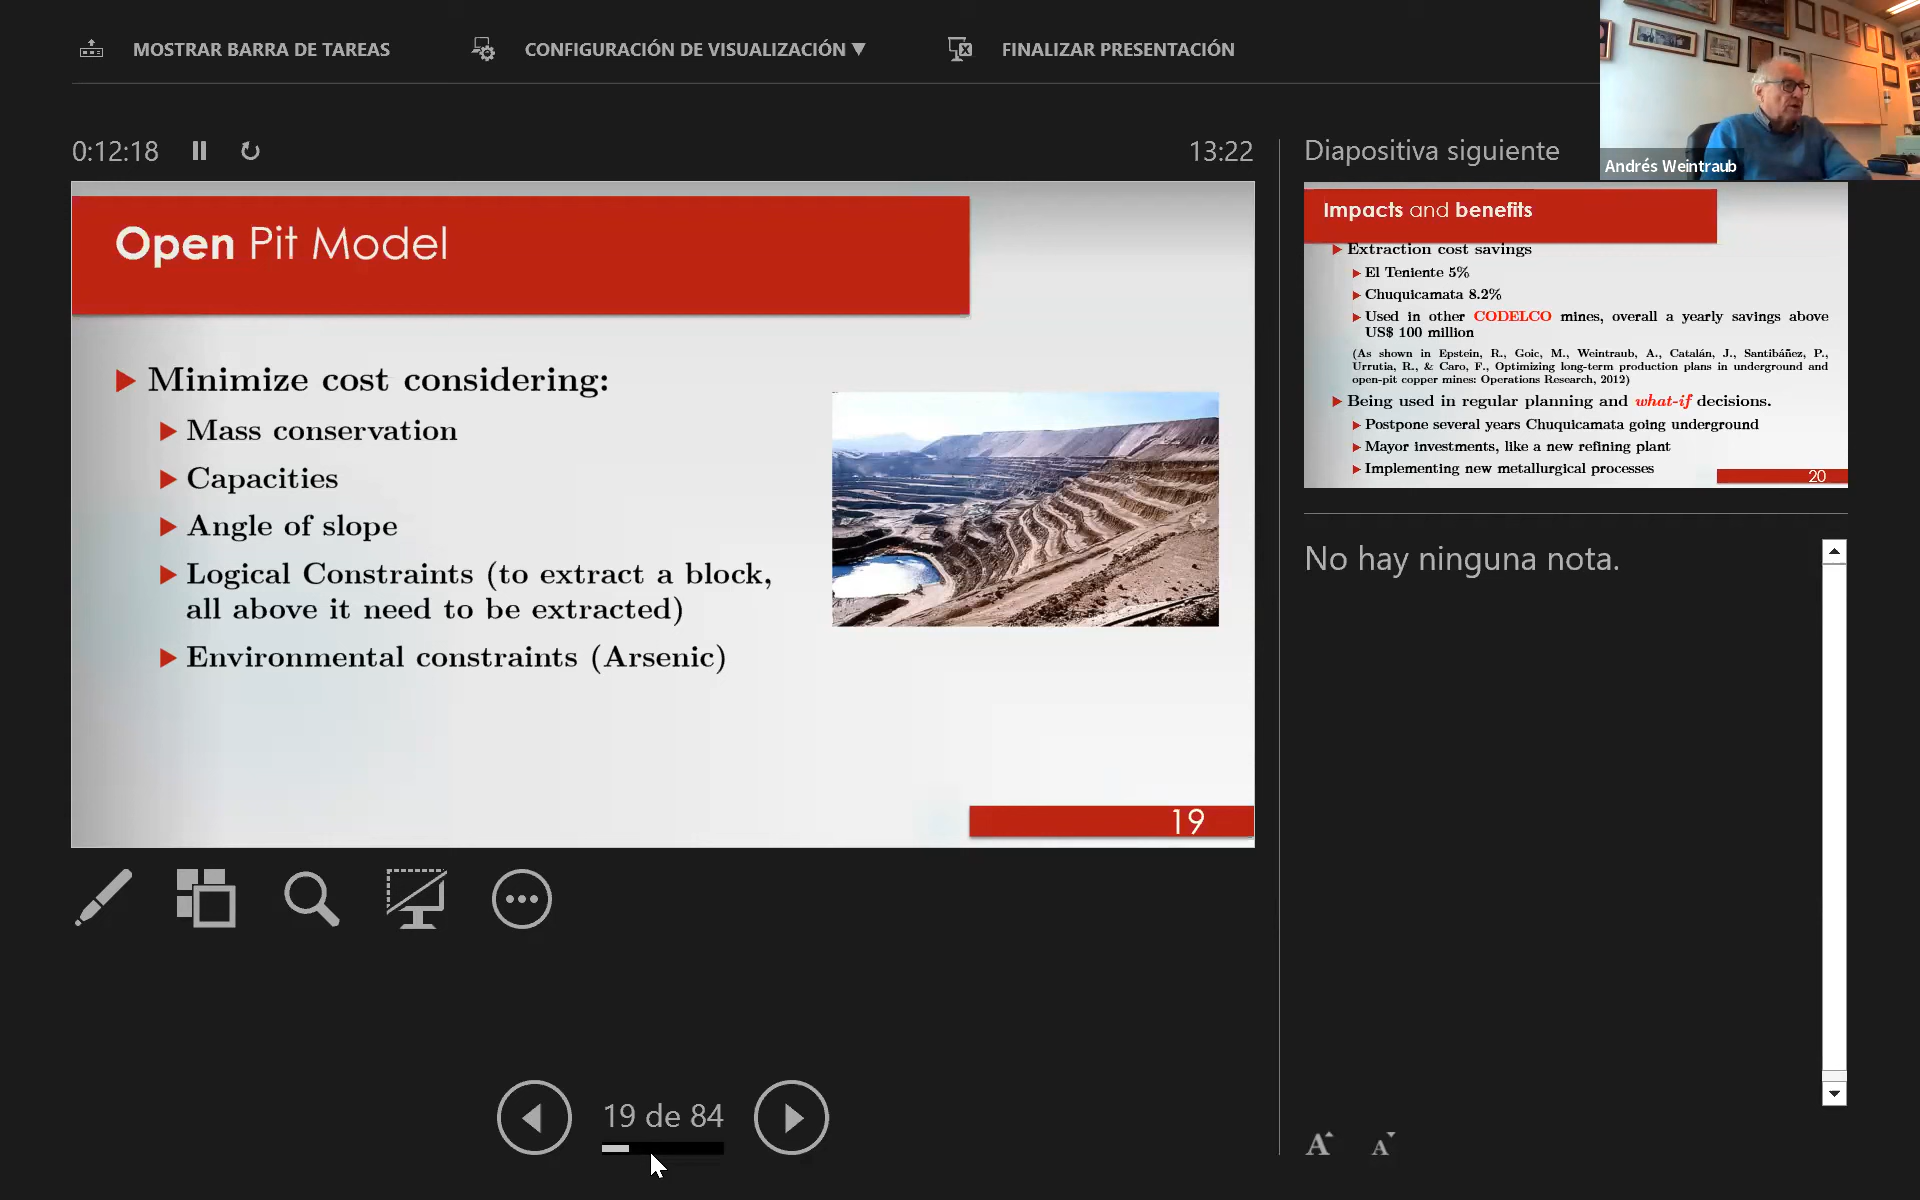 MOSTRAR BARRA DE TAREAS
CONFIGURACIÓN DE VISUALIZACIÓN ▼
FINALIZAR PRESENTACIÓN
Andrés Weintraub
0:12:18
13:22
Open Pit Model
Minimize cost considering:
Mass conservation
Capacities
Angle of slope
Logical Constraints (to extract a block,
all above it need to be extracted)
Environmental constraints (Arsenic)
19
19 de 84
Diapositiva siguiente
Impacts and benefits
Extraction cost savings
El Teniente 5%
Chuquicamata 8.2%
Used in other CODELCO mines, overall a yearly savings above
US$ 100 million
(As shown in Epstein, R., Goic, M., Weintraub, A., Catalán, J., Santibáñez, P.,
Urrutia, R., & Caro, F., Optimizing long-term production plans in underground and
open-pit copper mines: Operations Research, 2012)
Being used in regular planning and what-if decisions.
Postpone several years Chuquicamata going underground
Mayor investments, like a new refining plant
Implementing new metallurgical processes
20
No hay ninguna nota.
A A